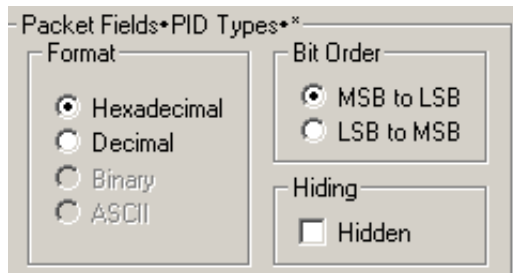 Packet Fields•PID Types•*
Format
Hexadecimal
Decimal
Binary
ASCII
Bit Order
MSB to LSB
LSB to MSB
Hiding
Hidden